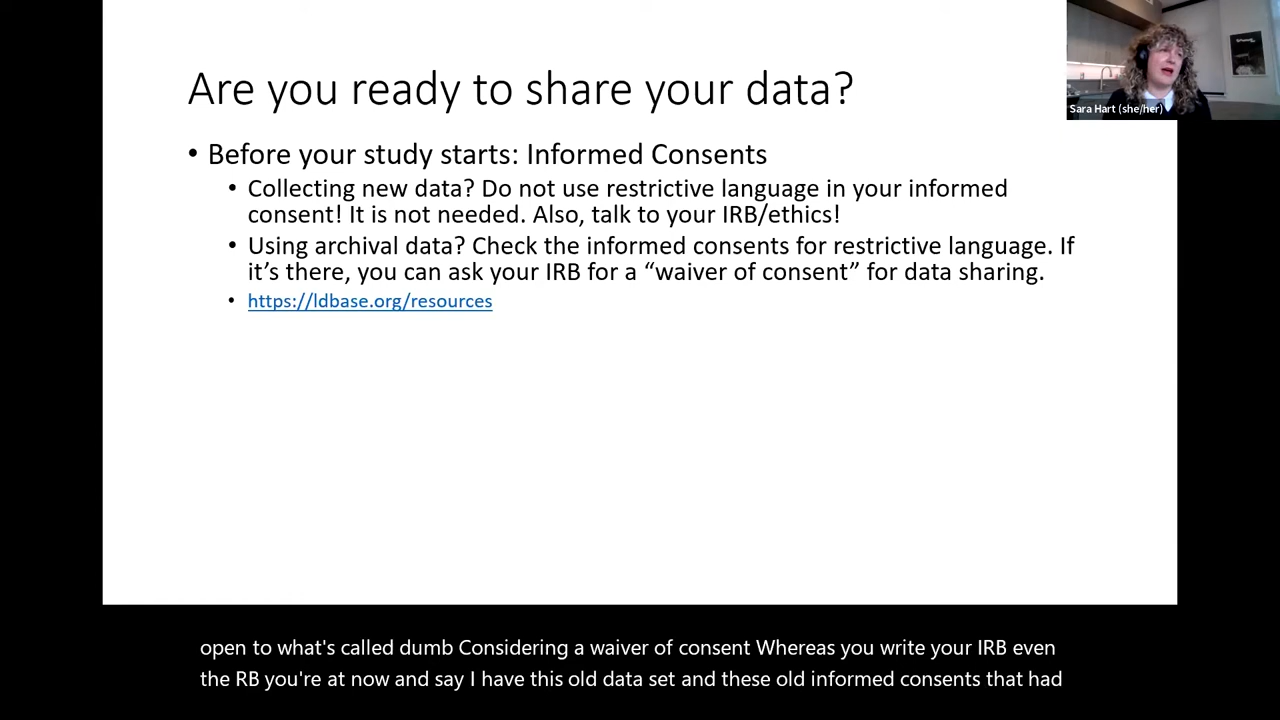 Are you ready to share your data?
Sara Hart (she/her)
• Before your study starts: Informed Consents
• Collecting new data? Do not use restrictive language in your informed
consent! It is not needed. Also, talk to your IRB/ethics!
• Using archival data? Check the informed consents for restrictive language. If
it’s there, you can ask your IRB for a “waiver of consent” for data sharing.
• https://ldbase.org/resources
open to what's called dumb Considering a waiver of consent Whereas you write your IRB even
the RB you're at now and say I have this old data set and these old informed consents that had